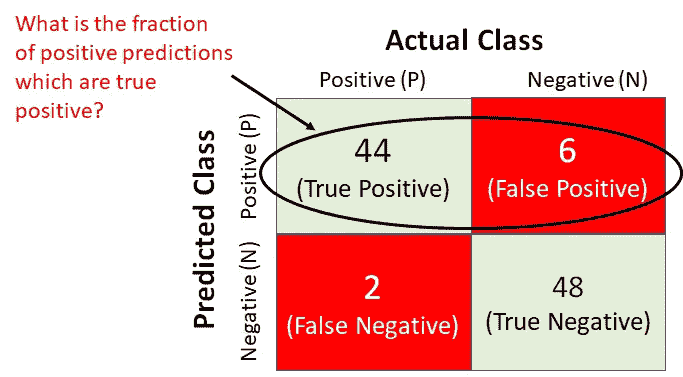 What is the fraction
of positive predictions
which are true
positive?
Actual Class
Positive (P)
Negative (N)
Predicted Class
Positive (P)
44
(True Positive)
6
(False Positive)
Negative (N)
2
(False Negative)
48
(True Negative)